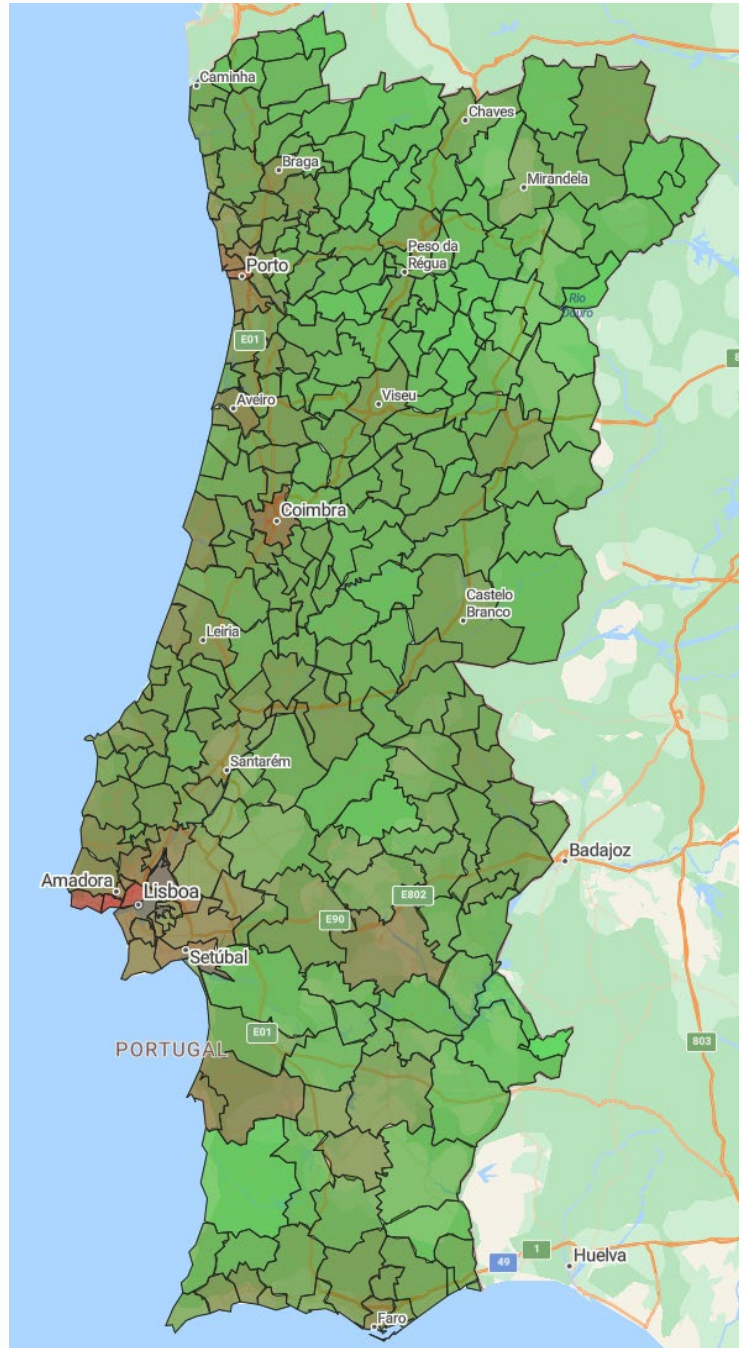 Caminha
Chaves
Braga
Mirandela
Peso da
Régua
Porto
Rio
Douro
E01
Aveiro
Viseu
Coimbra
Castelo
Branco
Leiria
Santarém
Badajoz
Amadora
Lisboa
E802
E90
Setúbal
E01
PORTUGAL
803
1
Huelva
49
Faro